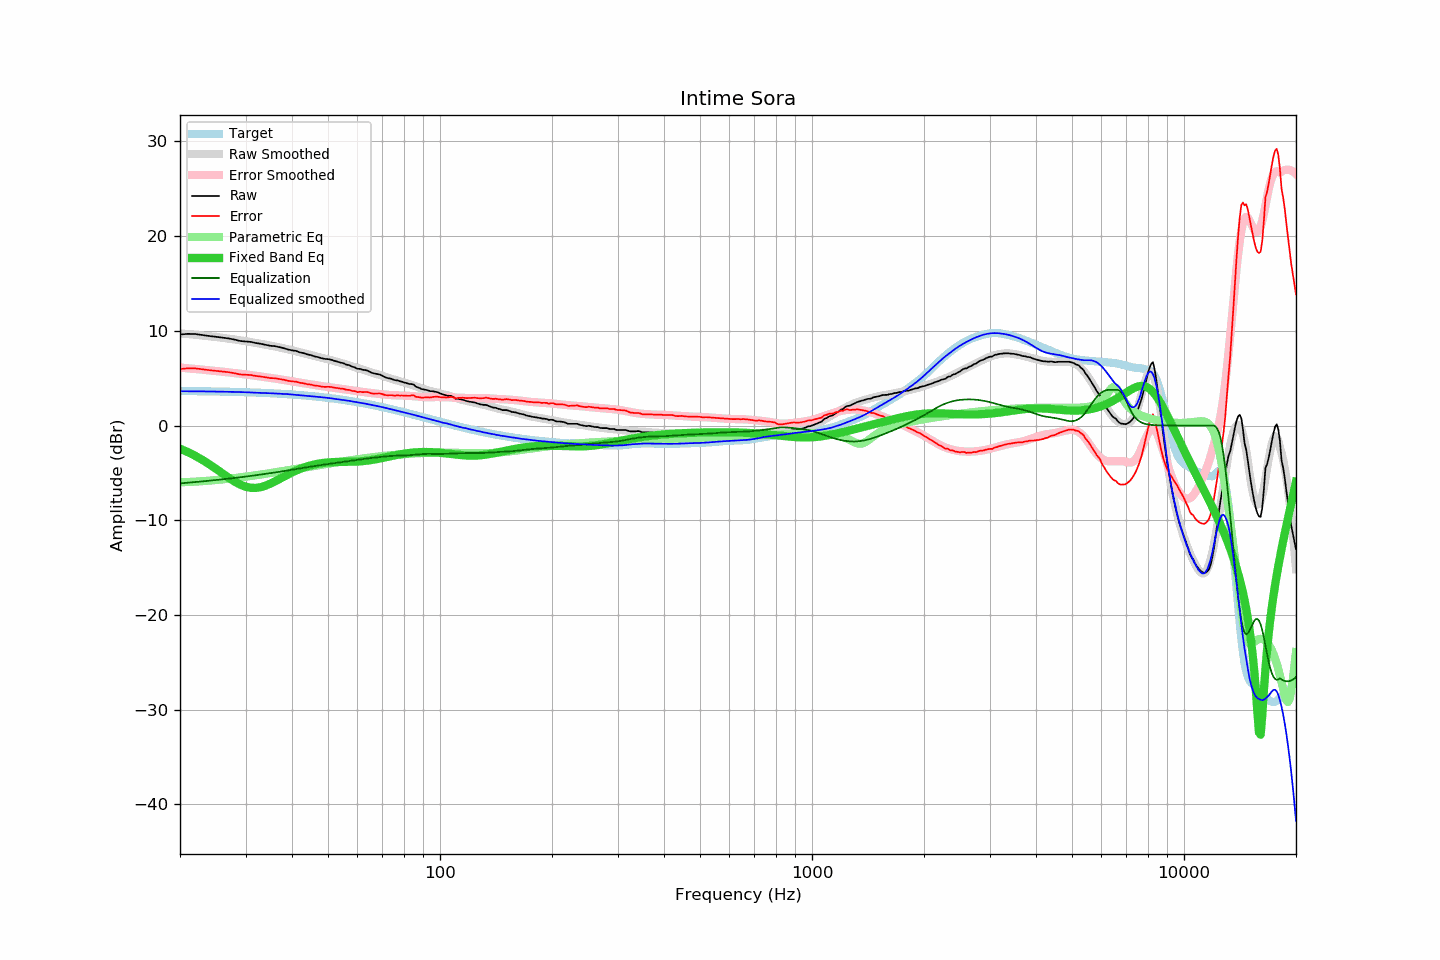 Intime Sora
30
20
10
0
−10
−20
−30
−40
Amplitude (dBr)
Target
Raw Smoothed
Error Smoothed
Raw
Error
Parametric Eq
Fixed Band Eq
Equalization
Equalized smoothed
100
1000
10000
Frequency (Hz)